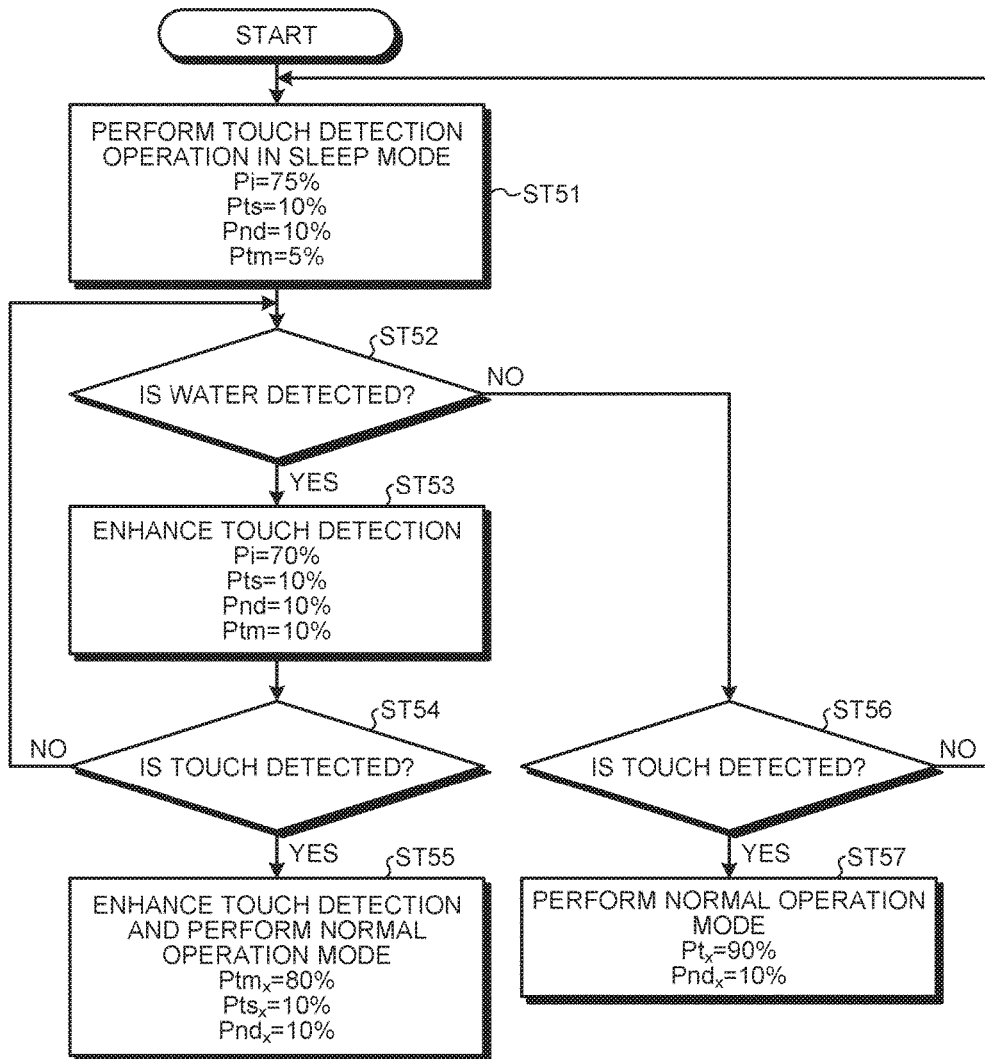 START
PERFORM TOUCH DETECTION
OPERATION IN SLEEP MODE
Pi=75%
Pts=10%
Pnd=10%
Ptm=5%
ST51
ST52
IS WATER DETECTED?
NO
YES
ST53
ENHANCE TOUCH DETECTION
Pi=70%
Pts=10%
Pnd=10%
Ptm=10%
ST54
NO
IS TOUCH DETECTED?
YES
ST55
ENHANCE TOUCH DETECTION
AND PERFORM NORMAL
OPERATION MODE
Ptmx=80%
Ptsx=10%
Pndx=10%
ST56
IS TOUCH DETECTED?
NO
YES
ST57
PERFORM NORMAL OPERATION
MODE
Ptx=90%
Pndx=10%